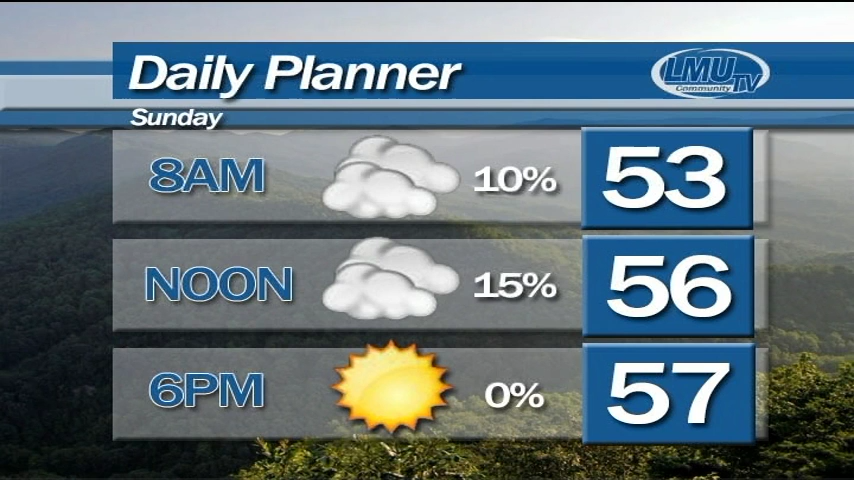 Daily Planner
LMU TV
Community
Sunday
8AM 10% 53
NOON 15% 56
6PM 0% 57